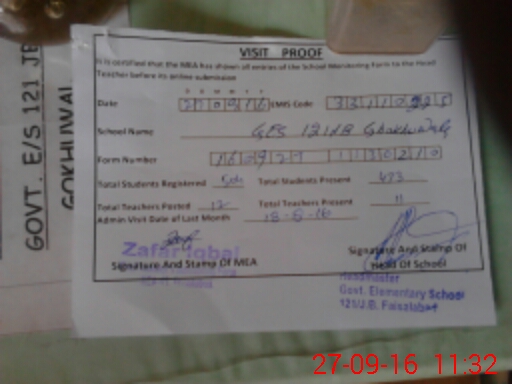 VISIT PROOF
It is certified that the MEA has shown all entries of the School Monitoring Form to the Head
Teacher before its online submission
D D M M Y Y
Date 27 09 16 EMIS Code
School Name GPS 121JB Gokhuwal
Form Number
Total Students Registered Total Students Present 423
Total Teachers Posted 12 Total Teachers Present 11
Admin Visit Date of Last Month 18-8-16
Zafar Iqbal
Signature And Stamp Of MEA
Signature And Stamp Of
Head Of School
Headmaster
Govt. Elementary School
121/J.B. Faisalabad
GOVT. E/S 121 JB
GOKHUWAL
27-09-16 11:32